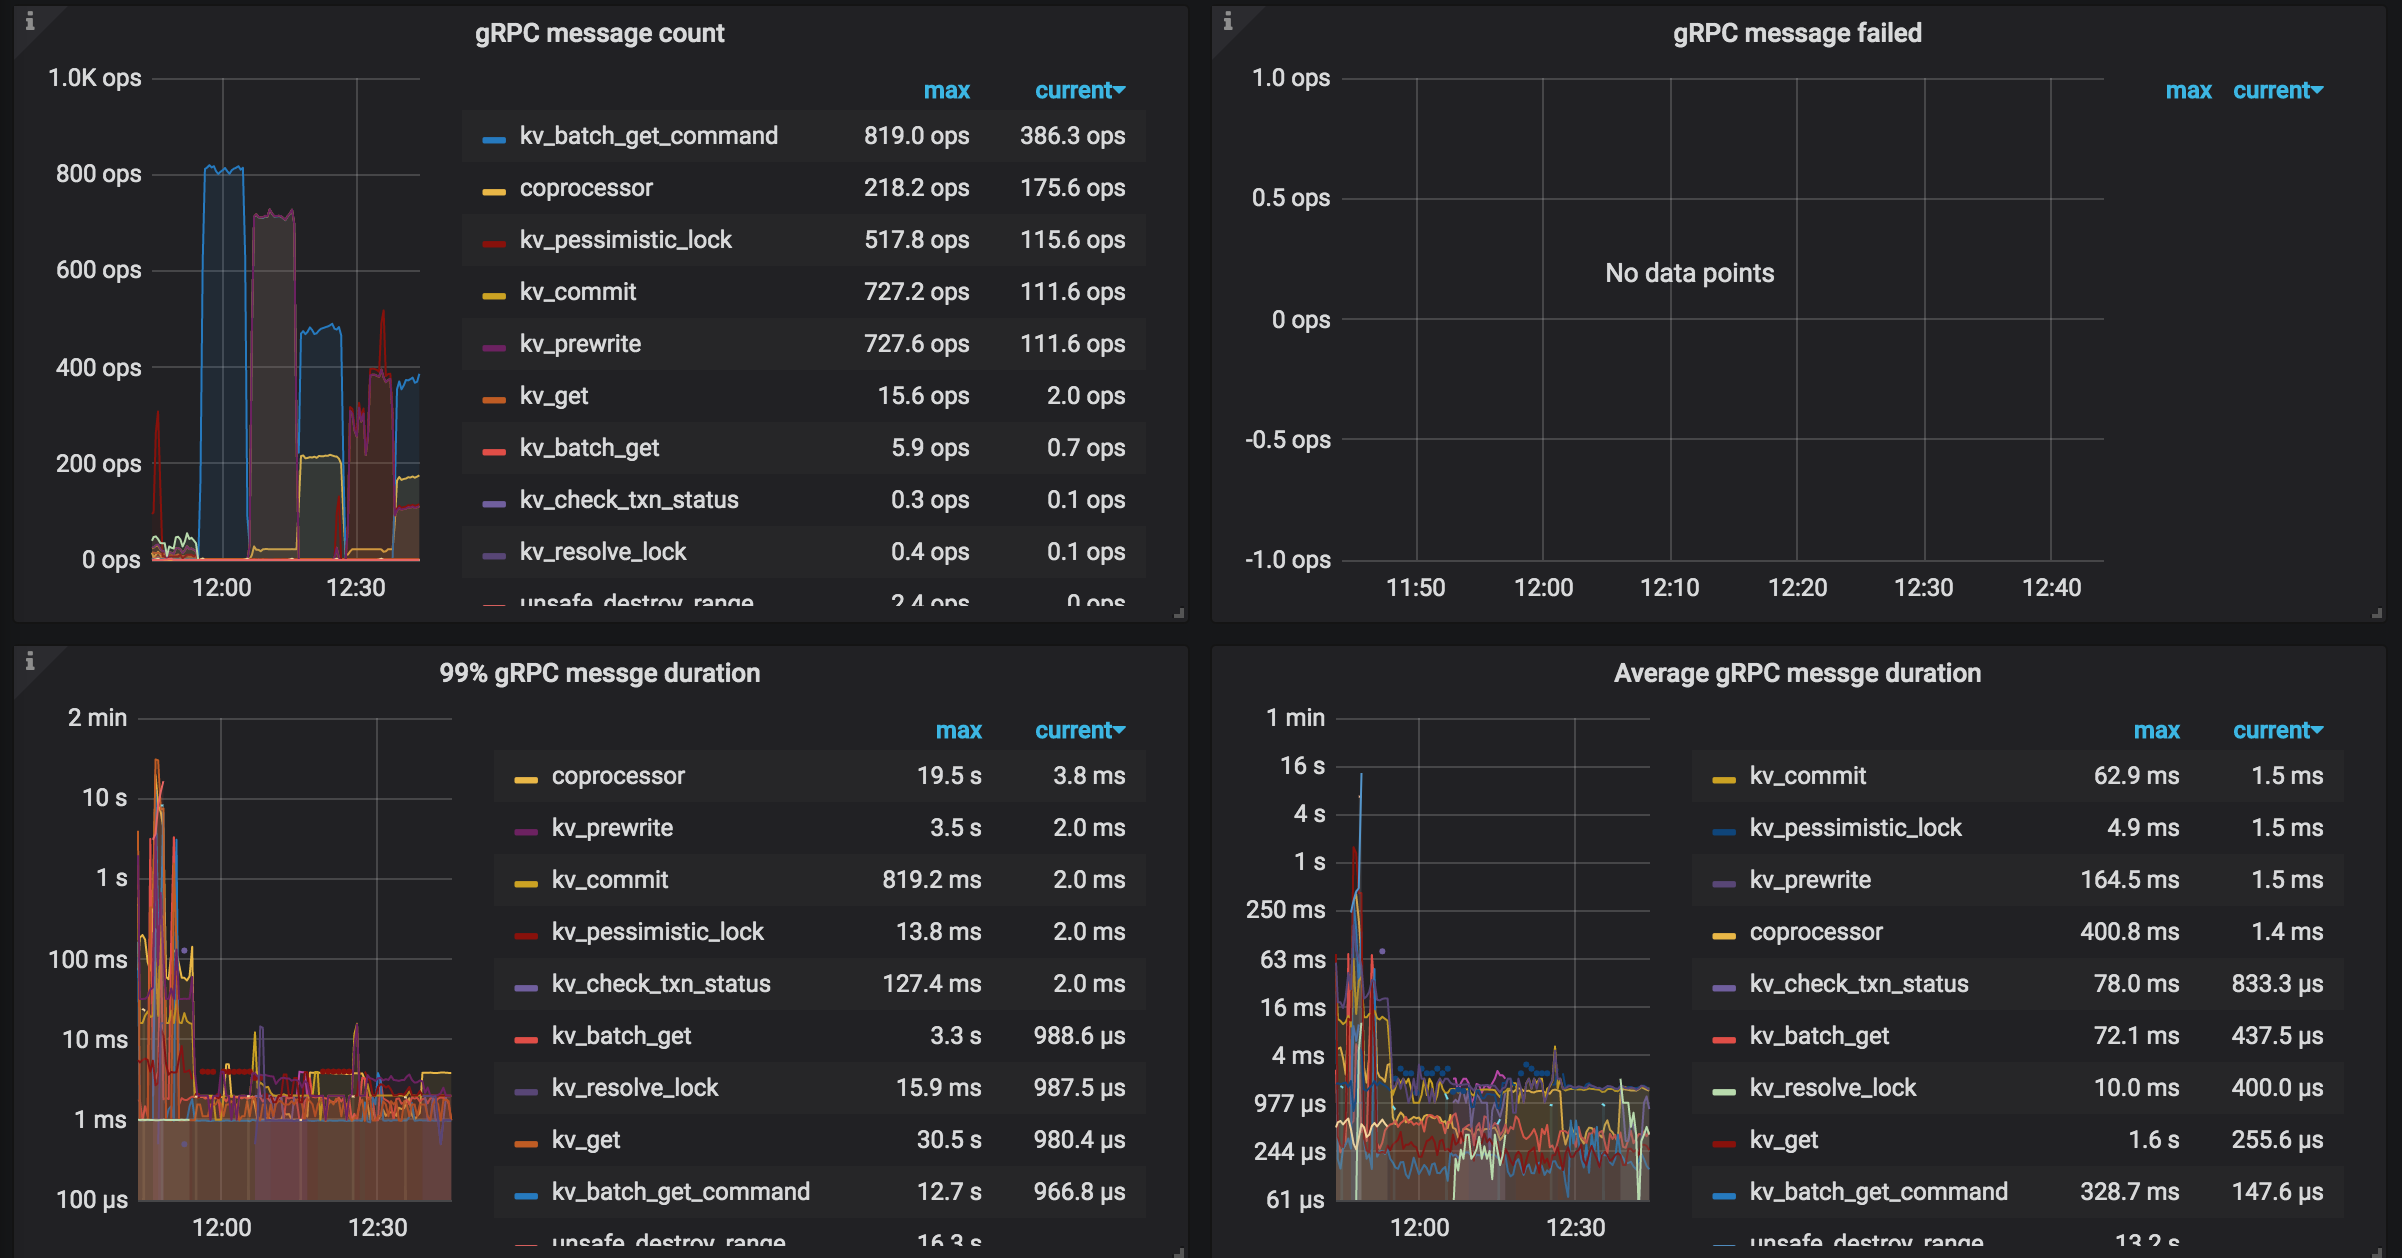 gRPC message count
1.0K ops
800 ops
600 ops
400 ops
200 ops
0 ops
12:00 12:30
max current
kv_batch_get_command 819.0 ops 386.3 ops
coprocessor 218.2 ops 175.6 ops
kv_pessimistic_lock 517.8 ops 115.6 ops
kv_commit 727.2 ops 111.6 ops
kv_prewrite 727.6 ops 111.6 ops
kv_get 15.6 ops 2.0 ops
kv_batch_get 5.9 ops 0.7 ops
kv_check_txn_status 0.3 ops 0.1 ops
kv_resolve_lock 0.4 ops 0.1 ops
unsafe_destroy_range 2.4 ops 0 ops
gRPC message failed
1.0 ops
0.5 ops
0 ops
-0.5 ops
-1.0 ops
No data points
11:50 12:00 12:10 12:20 12:30 12:40
max current
99% gRPC messge duration
2 min
10 s
1 s
100 ms
10 ms
1 ms
100 µs
12:00 12:30
max current
coprocessor 19.5 s 3.8 ms
kv_prewrite 3.5 s 2.0 ms
kv_commit 819.2 ms 2.0 ms
kv_pessimistic_lock 13.8 ms 2.0 ms
kv_check_txn_status 127.4 ms 2.0 ms
kv_batch_get 3.3 s 988.6 µs
kv_resolve_lock 15.9 ms 987.5 µs
kv_get 30.5 s 980.4 µs
kv_batch_get_command 12.7 s 966.8 µs
unsafe_destroy_range 16.3 s
Average gRPC messge duration
1 min
16 s
4 s
1 s
250 ms
63 ms
16 ms
4 ms
977 µs
244 µs
61 µs
12:00 12:30
max current
kv_commit 62.9 ms 1.5 ms
kv_pessimistic_lock 4.9 ms 1.5 ms
kv_prewrite 164.5 ms 1.5 ms
coprocessor 400.8 ms 1.4 ms
kv_check_txn_status 78.0 ms 833.3 µs
kv_batch_get 72.1 ms 437.5 µs
kv_resolve_lock 10.0 ms 400.0 µs
kv_get 1.6 s 255.6 µs
kv_batch_get_command 328.7 ms 147.6 µs
unsafe_destroy_range 13.2 s